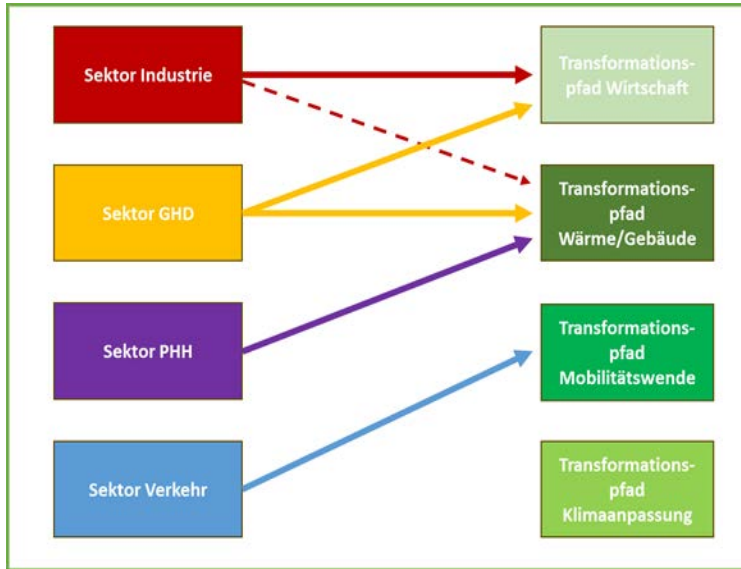 Sektor Industrie
Transformations-
pfad Wirtschaft
Sektor GHD
Transformations-
pfad
Wärme/Gebäude
Sektor PHH
Transformations-
pfad
Mobilitätswende
Sektor Verkehr
Transformations-
pfad
Klimaanpassung